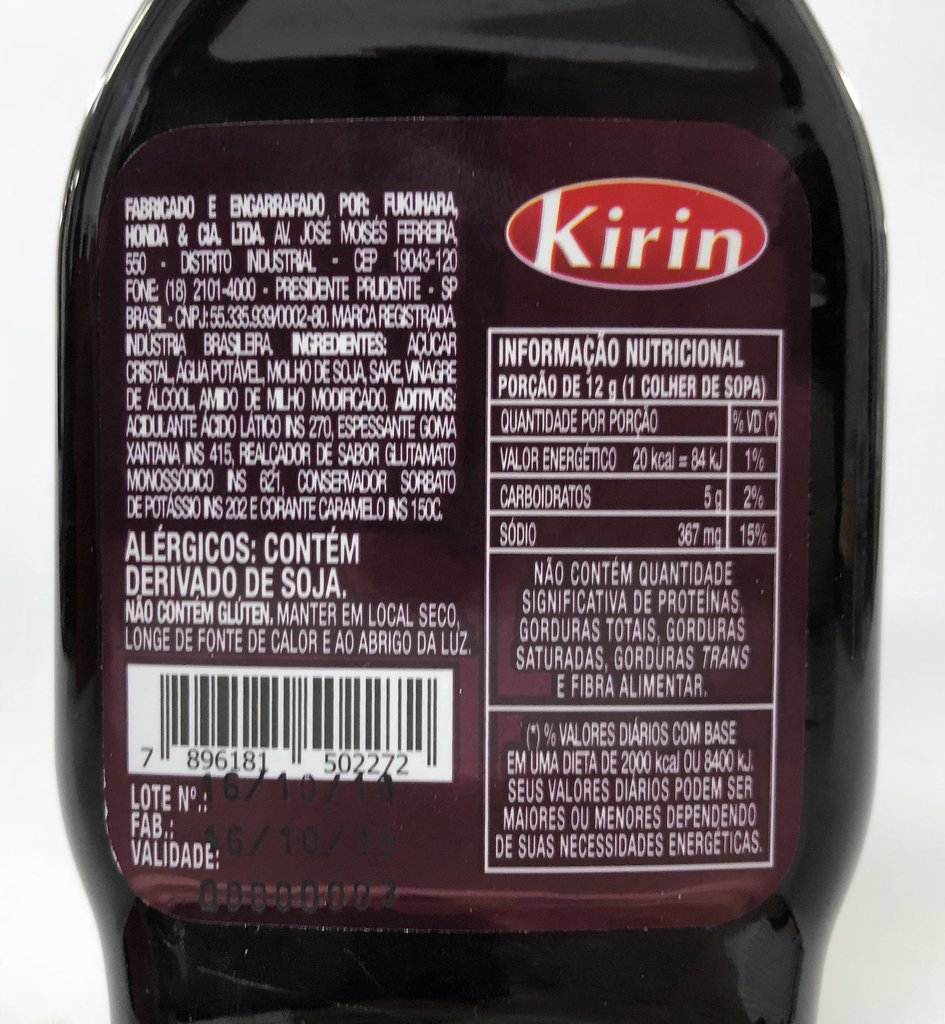 FABRICADO E ENGARRAFADO POR: FUKUHARA,
HONDA & CIA. LTDA. AV. JOSÉ MOISÉS FERREIRA,
550 - DISTRITO INDUSTRIAL - CEP 19043-120
FONE: (18) 2101-4000 - PRESIDENTE PRUDENTE - SP
BRASIL - CNPJ: 55.335.939/0002-80. MARCA REGISTRADA
INDÚSTRIA BRASILEIRA. INGREDIENTES: AÇÚCAR
CRISTAL, ÁGUA POTÁVEL, MOLHO DE SOJA, SAKE, VINAGRE
DE ÁLCOOL, AMIDO DE MILHO MODIFICADO. ADITIVOS:
ACIDULANTE ÁCIDO LÁTICO INS 270, ESPESSANTE GOMA
XANTANA INS 415, REALÇADOR DE SABOR GLUTAMATO
MONOSSÓDICO INS 621, CONSERVADOR SORBATO
DE POTÁSSIO INS 202 E CORANTE CARAMELO INS 150C.
ALÉRGICOS: CONTÉM
DERIVADO DE SOJA.
NÃO CONTÉM GLÚTEN. MANTER EM LOCAL SECO,
LONGE DE FONTE DE CALOR E AO ABRIGO DA LUZ.
7 896181 502272
LOTE Nº.: 16/10/19
FAB.:
VALIDADE: 16/10/19
00000007
Kirin
INFORMAÇÃO NUTRICIONAL
PORÇÃO DE 12 g (1 COLHER DE SOPA)
QUANTIDADE POR PORÇÃO % VD (*)
VALOR ENERGÉTICO 20 kcal = 84 kJ 1%
CARBOIDRATOS 5 g 2%
SÓDIO 367 mg 15%
NÃO CONTÉM QUANTIDADE
SIGNIFICATIVA DE PROTEÍNAS,
GORDURAS TOTAIS, GORDURAS
SATURADAS, GORDURAS TRANS
E FIBRA ALIMENTAR.
(*) % VALORES DIÁRIOS COM BASE
EM UMA DIETA DE 2000 kcal OU 8400 kJ.
SEUS VALORES DIÁRIOS PODEM SER
MAIORES OU MENORES DEPENDENDO
DE SUAS NECESSIDADES ENERGÉTICAS.